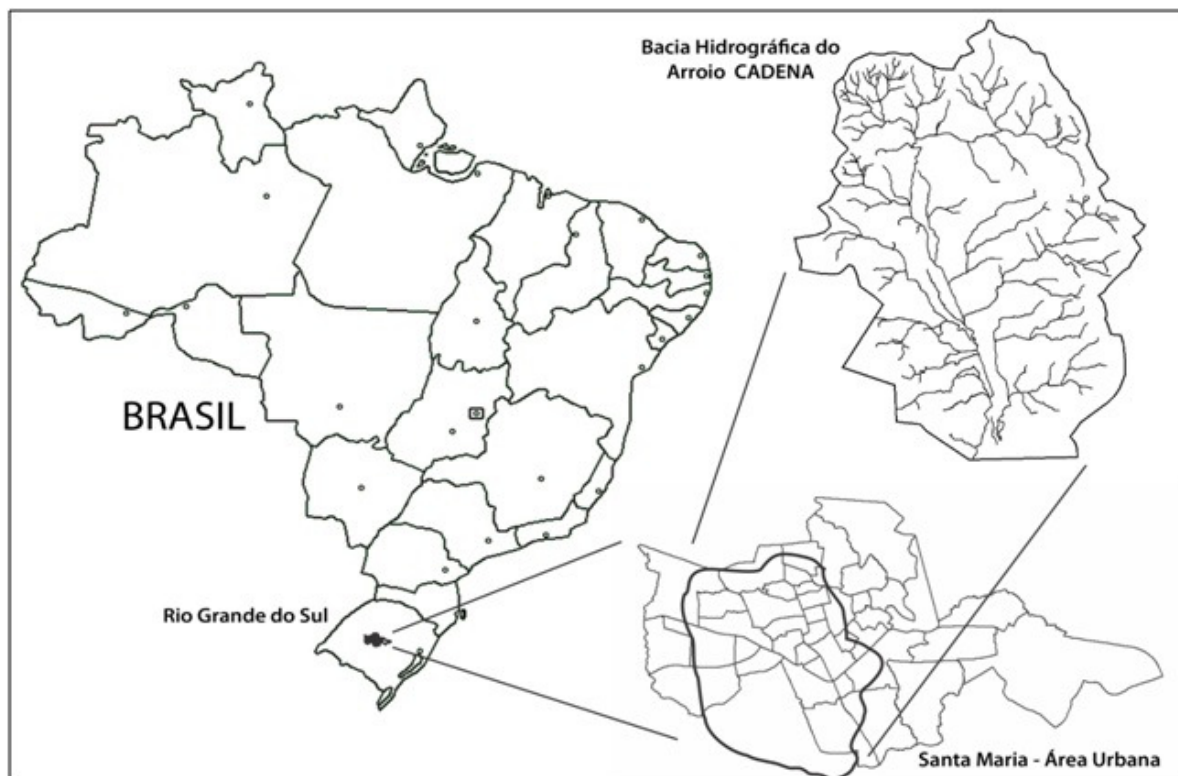 Bacia Hidrográfica do
Arroio CADENA
BRASIL
Rio Grande do Sul
Santa Maria - Área Urbana